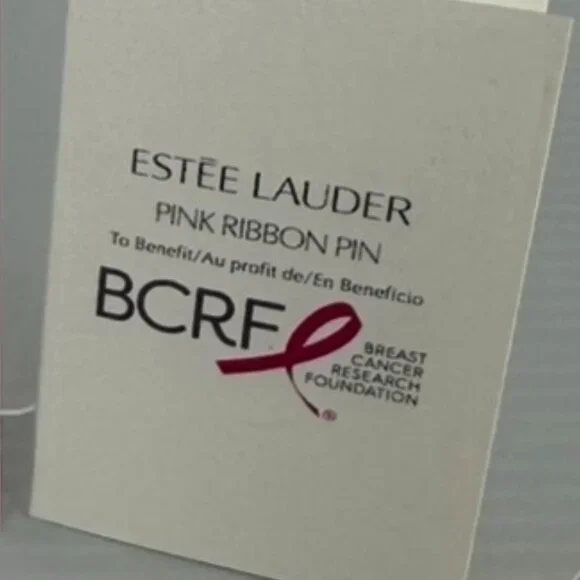 ESTĒE LAUDER
PINK RIBBON PIN
To Benefit/Au profit de/En Beneficio
BCRF
BREAST
CANCER
RESEARCH
FOUNDATION
®